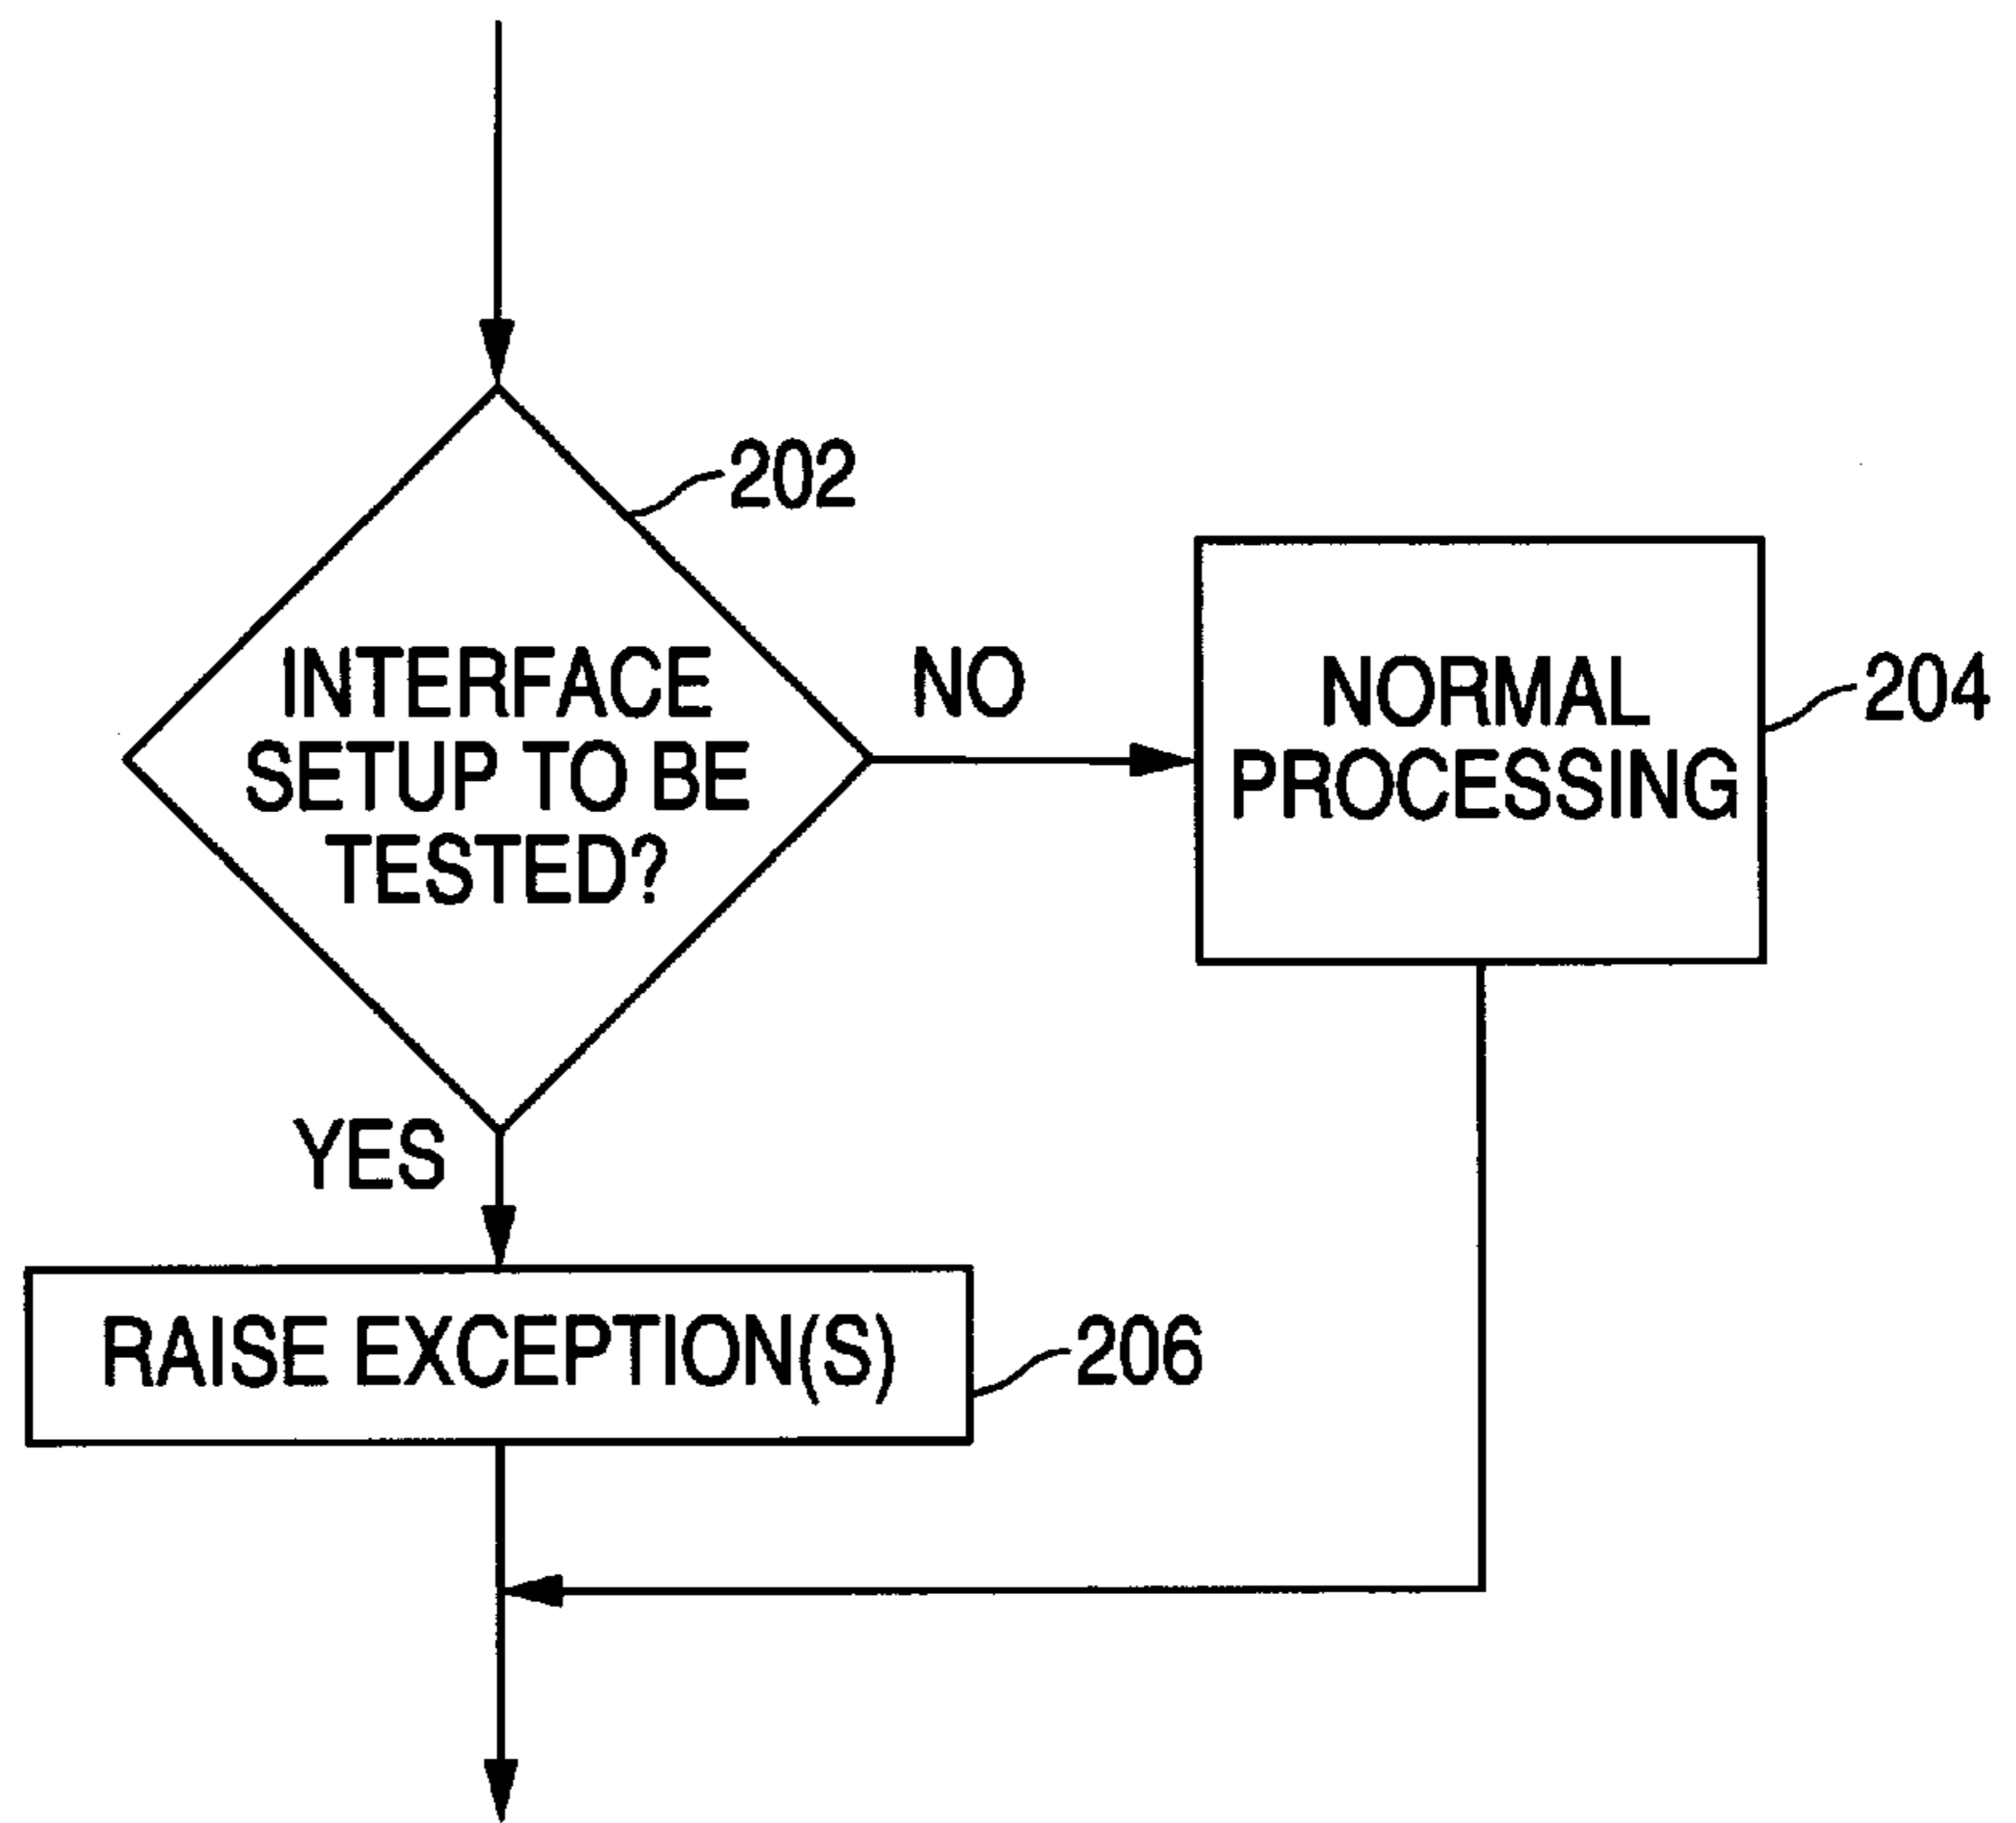 202
INTERFACE
SETUP TO BE
TESTED?
NO
NORMAL
PROCESSING
204
YES
RAISE EXCEPTION(S)
206